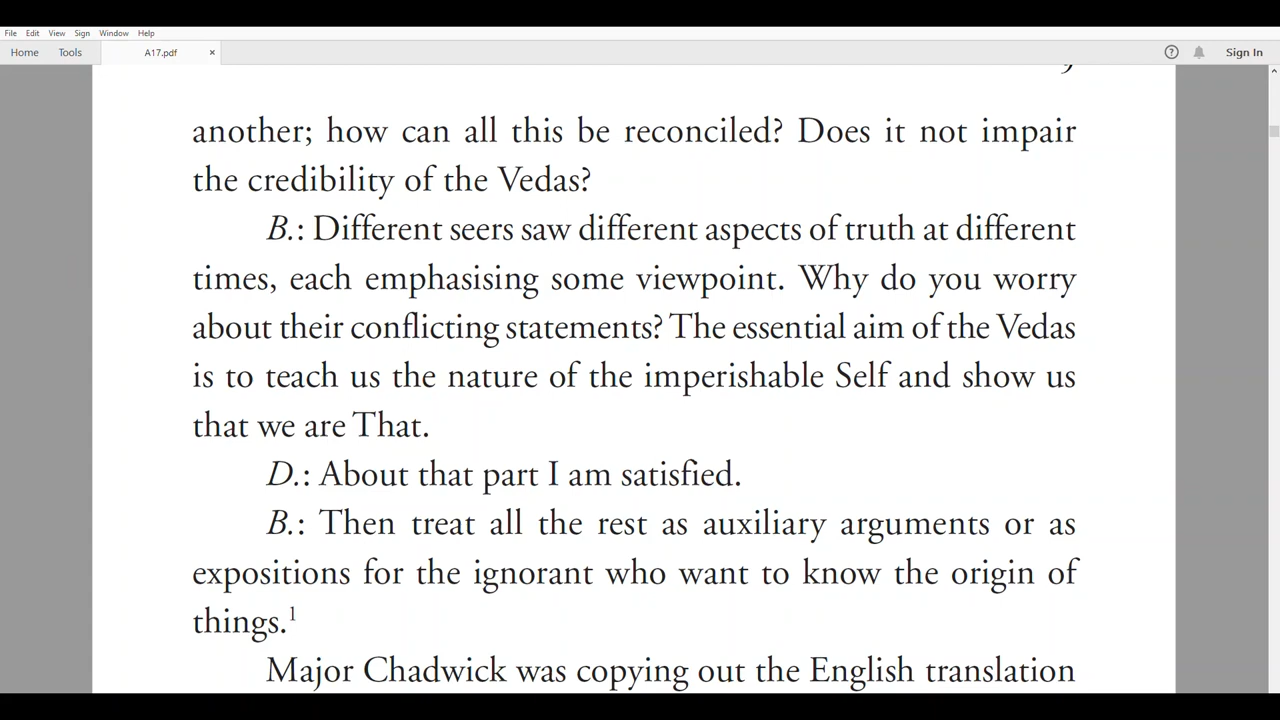 File Edit View Sign Window Help
Home Tools A17.pdf × Sign In
another; how can all this be reconciled? Does it not impair
the credibility of the Vedas?
B.: Different seers saw different aspects of truth at different
times, each emphasising some viewpoint. Why do you worry
about their conflicting statements? The essential aim of the Vedas
is to teach us the nature of the imperishable Self and show us
that we are That.
D.: About that part I am satisfied.
B.: Then treat all the rest as auxiliary arguments or as
expositions for the ignorant who want to know the origin of
things.1
Major Chadwick was copying out the English translation